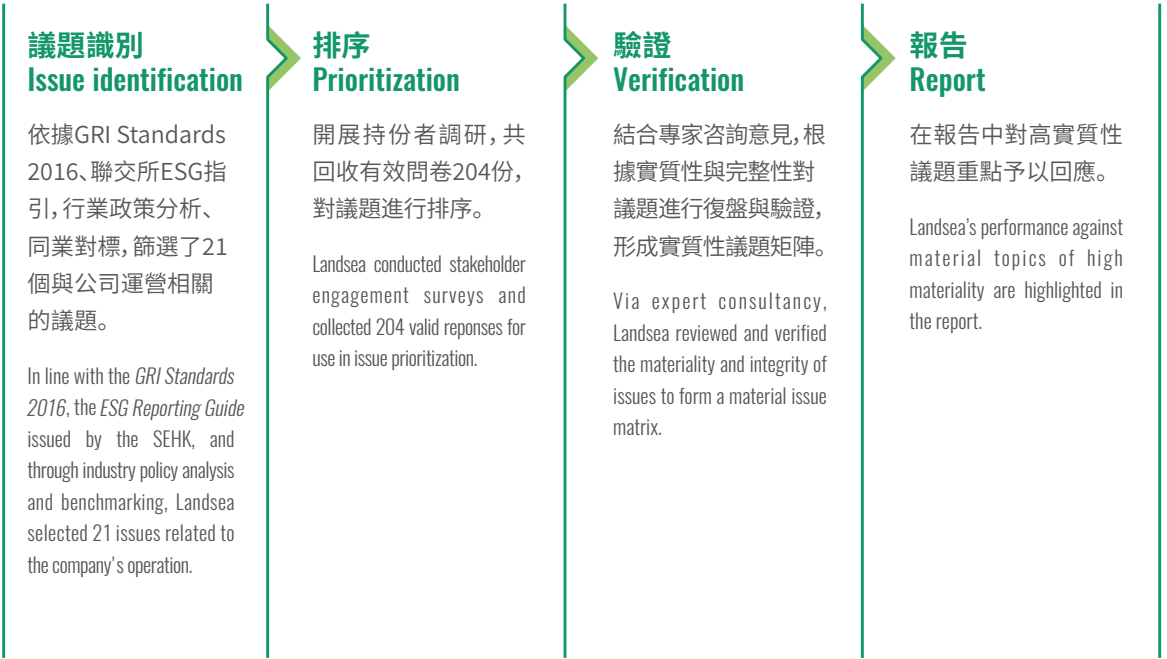 議題識別
Issue identification
依據GRI Standards
2016、聯交所ESG指
引，行業政策分析、
同業對標，篩選了21
個與公司運營相關
的議題。
In line with the GRI Standards
2016, the ESG Reporting Guide
issued by the SEHK, and
through industry policy analysis
and benchmarking, Landsea
selected 21 issues related to
the company's operation.
排序
Prioritization
開展持份者調研，共
回收有效問卷204份，
對議題進行排序。
Landsea conducted stakeholder
engagement surveys and
collected 204 valid reponses for
use in issue prioritization.
驗證
Verification
結合專家咨詢意見，根
據實質性與完整性對
議題進行復盤與驗證，
形成實質性議題矩陣。
Via expert consultancy,
Landsea reviewed and verified
the materiality and integrity of
issues to form a material issue
matrix.
報告
Report
在報告中對高實質性
議題重點予以回應。
Landsea's performance against
material topics of high
materiality are highlighted in
the report.